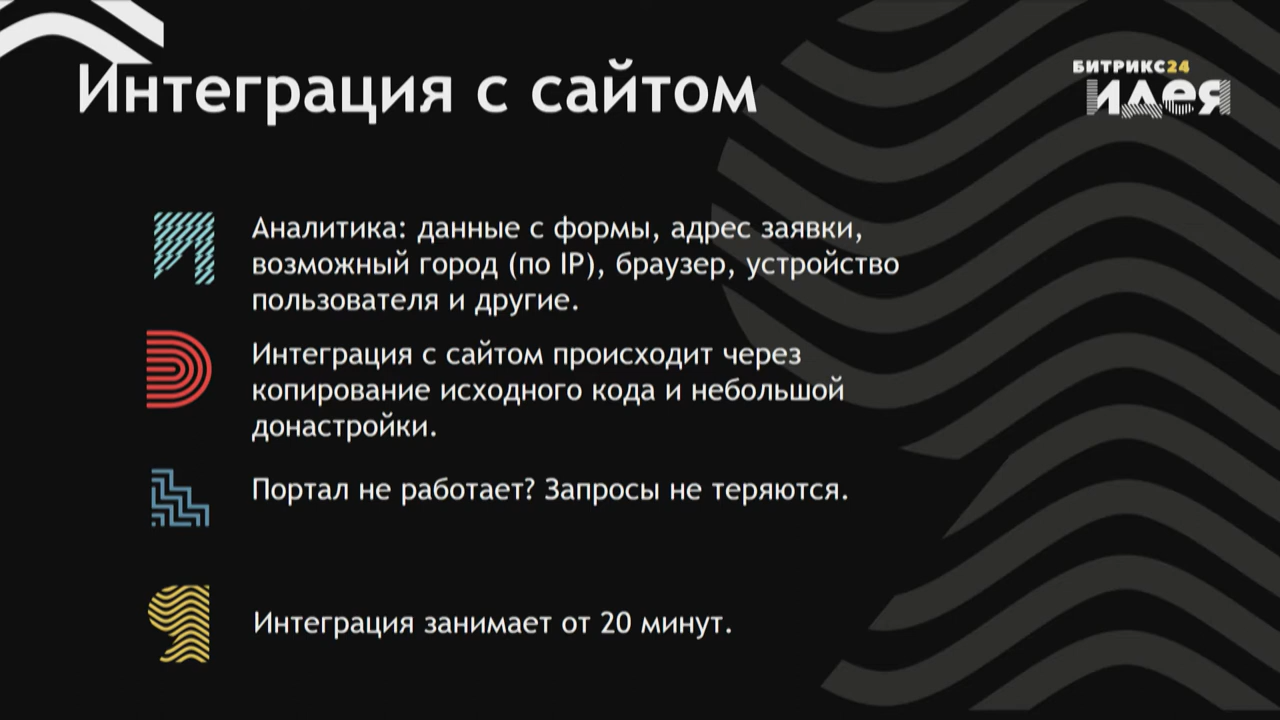 Интеграция с сайтом
БИТРИКС24
идея
Аналитика: данные с формы, адрес заявки,
возможный город (по IP), браузер, устройство
пользователя и другие.
Интеграция с сайтом происходит через
копирование исходного кода и небольшой
донастройки.
Портал не работает? Запросы не теряются.
Интеграция занимает от 20 минут.